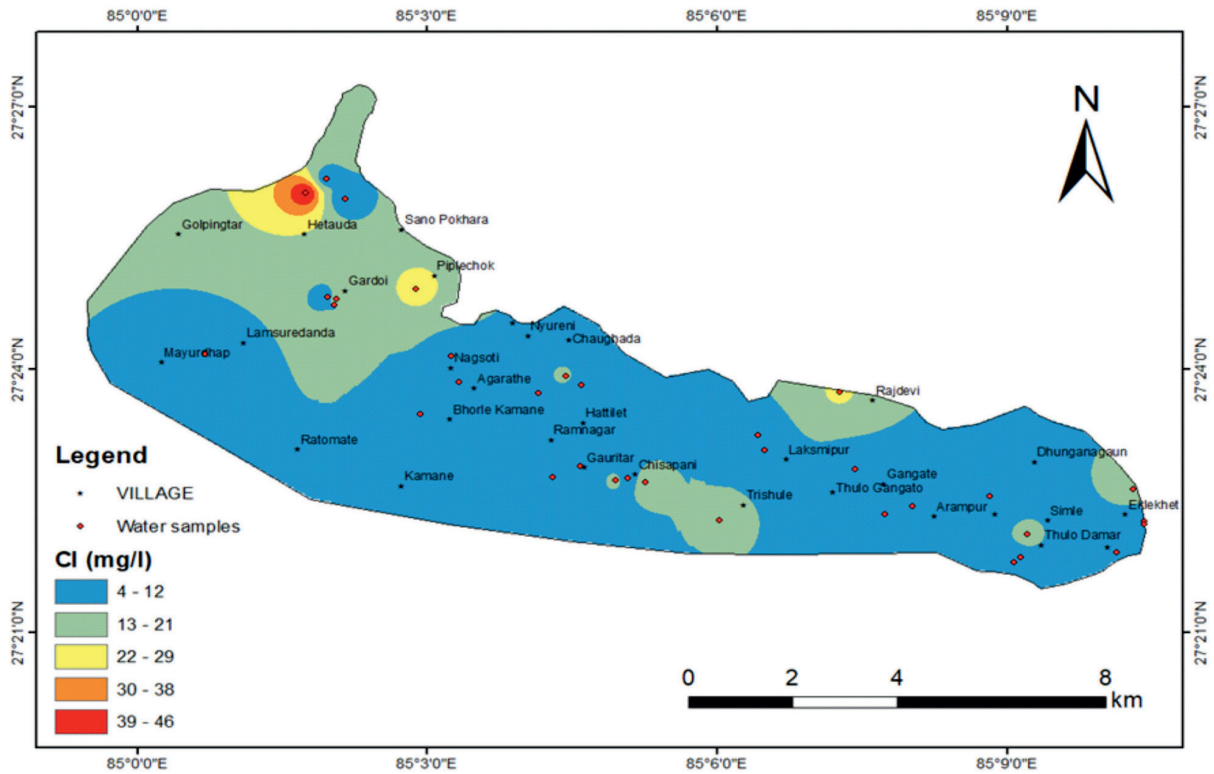 85°0'0"E 85°3'0"E 85°6'0"E 85°9'0"E
27°27'0"N 27°27'0"N
N
Golpingtar Hetauda Sano Pokhara
Piplechok
Gardoi
Lamsuredanda Nyureni
Chaughada
Mayurdhap
27°24'0"N 27°24'0"N
Nagsoti
Agarathe Rajdevi
Bhorle Kamane Hattilet
Ramnagar
Ratomate Laksmipur Dhunganagaun
Gauritar Chisapani
Kamane Gangate
Trishule Thulo Gangato
Arampur Simle Eklekhet
Thulo Damar
Legend
VILLAGE
Water samples
Cl (mg/l)
4 - 12
13 - 21
22 - 29
30 - 38
39 - 46
27°21'0"N 27°21'0"N
0 2 4 8
km
85°0'0"E 85°3'0"E 85°6'0"E 85°9'0"E